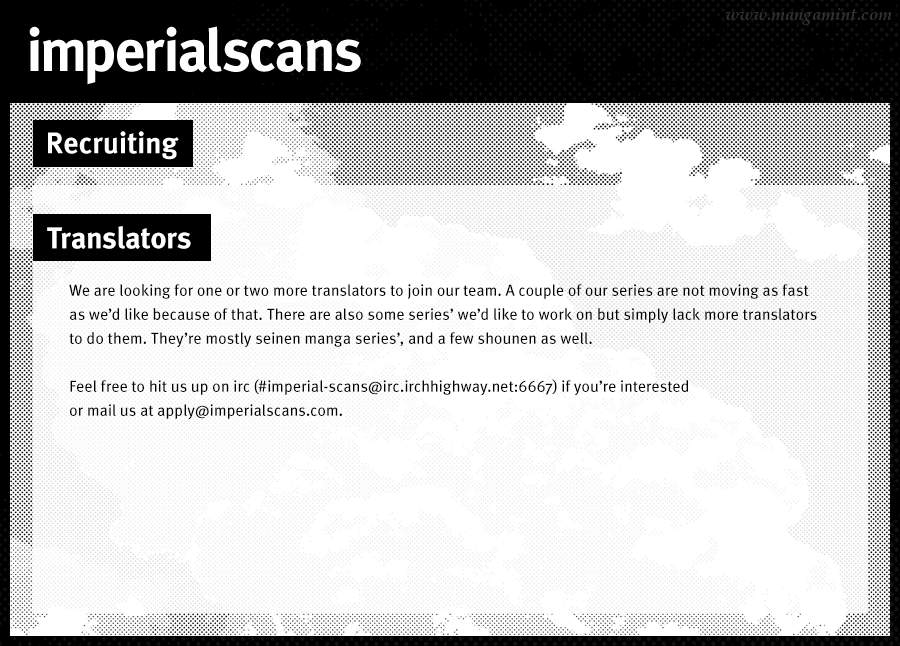 www.mangamint.com
imperialscans
Recruiting
Translators
We are looking for one or two more translators to join our team. A couple of our series are not moving as fast
as we'd like because of that. There are also some series' we'd like to work on but simply lack more translators
to do them. They're mostly seinen manga series', and a few shounen as well.
Feel free to hit us up on irc (#imperial-scans@irc.irchighway.net:6667) if you're interested
or mail us at apply@imperialscans.com.